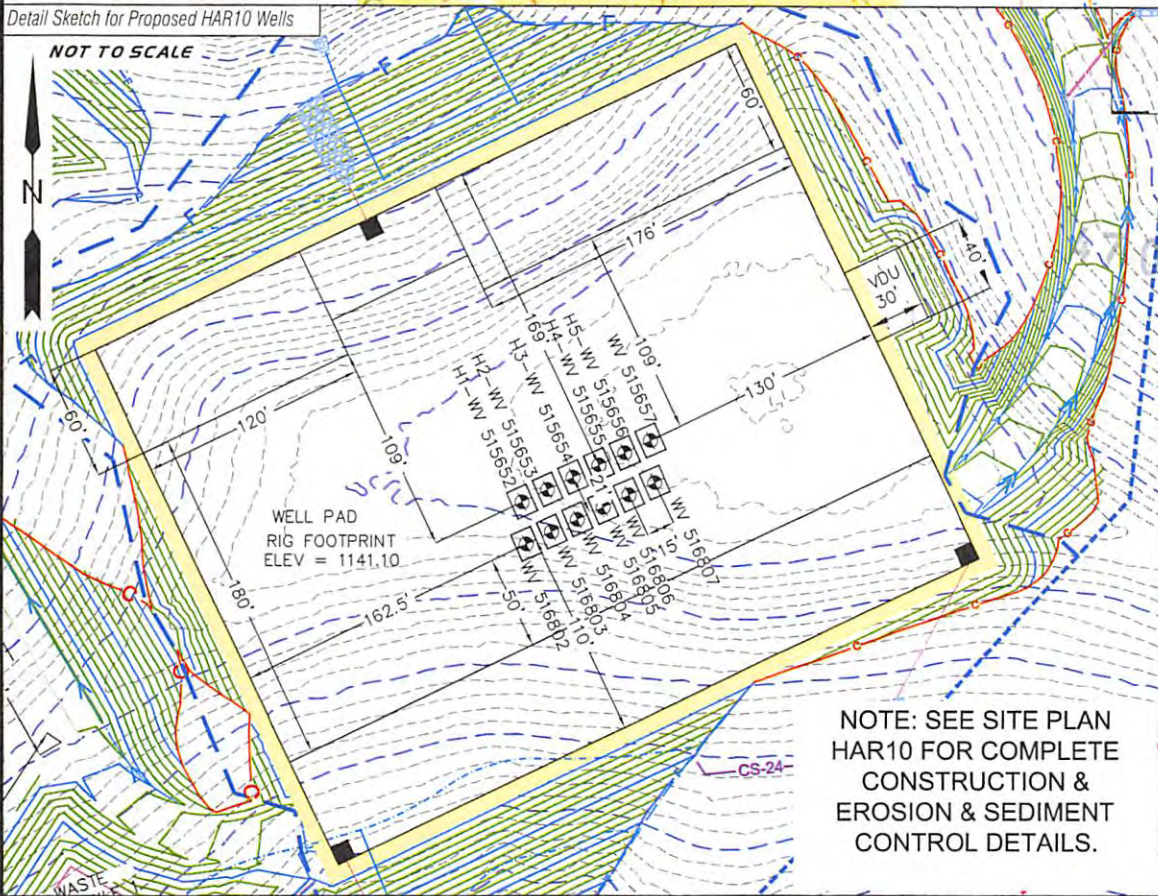 Detail Sketch for Proposed HAR10 Wells
NOT TO SCALE
N
F
F
F
60'
176'
40'
VDU
30'
169'
109'
130'
H5-WV 515656
WV 515657
H4-WV 515655
H3-WV 515654
H2-WV 515653
H1-WV 515652
60'
120'
109'
WELL PAD
RIG FOOTPRINT
ELEV = 1141.10
180'
162.5'
50'
110'
15'
WV 516802
WV 516803
WV 516804
WV 516805
WV 516806
WV 516807
C
C
C
C
C
C
C
C
C
C
C
C
CS-24
WASTE
NOTE: SEE SITE PLAN
HAR10 FOR COMPLETE
CONSTRUCTION &
EROSION & SEDIMENT
CONTROL DETAILS.